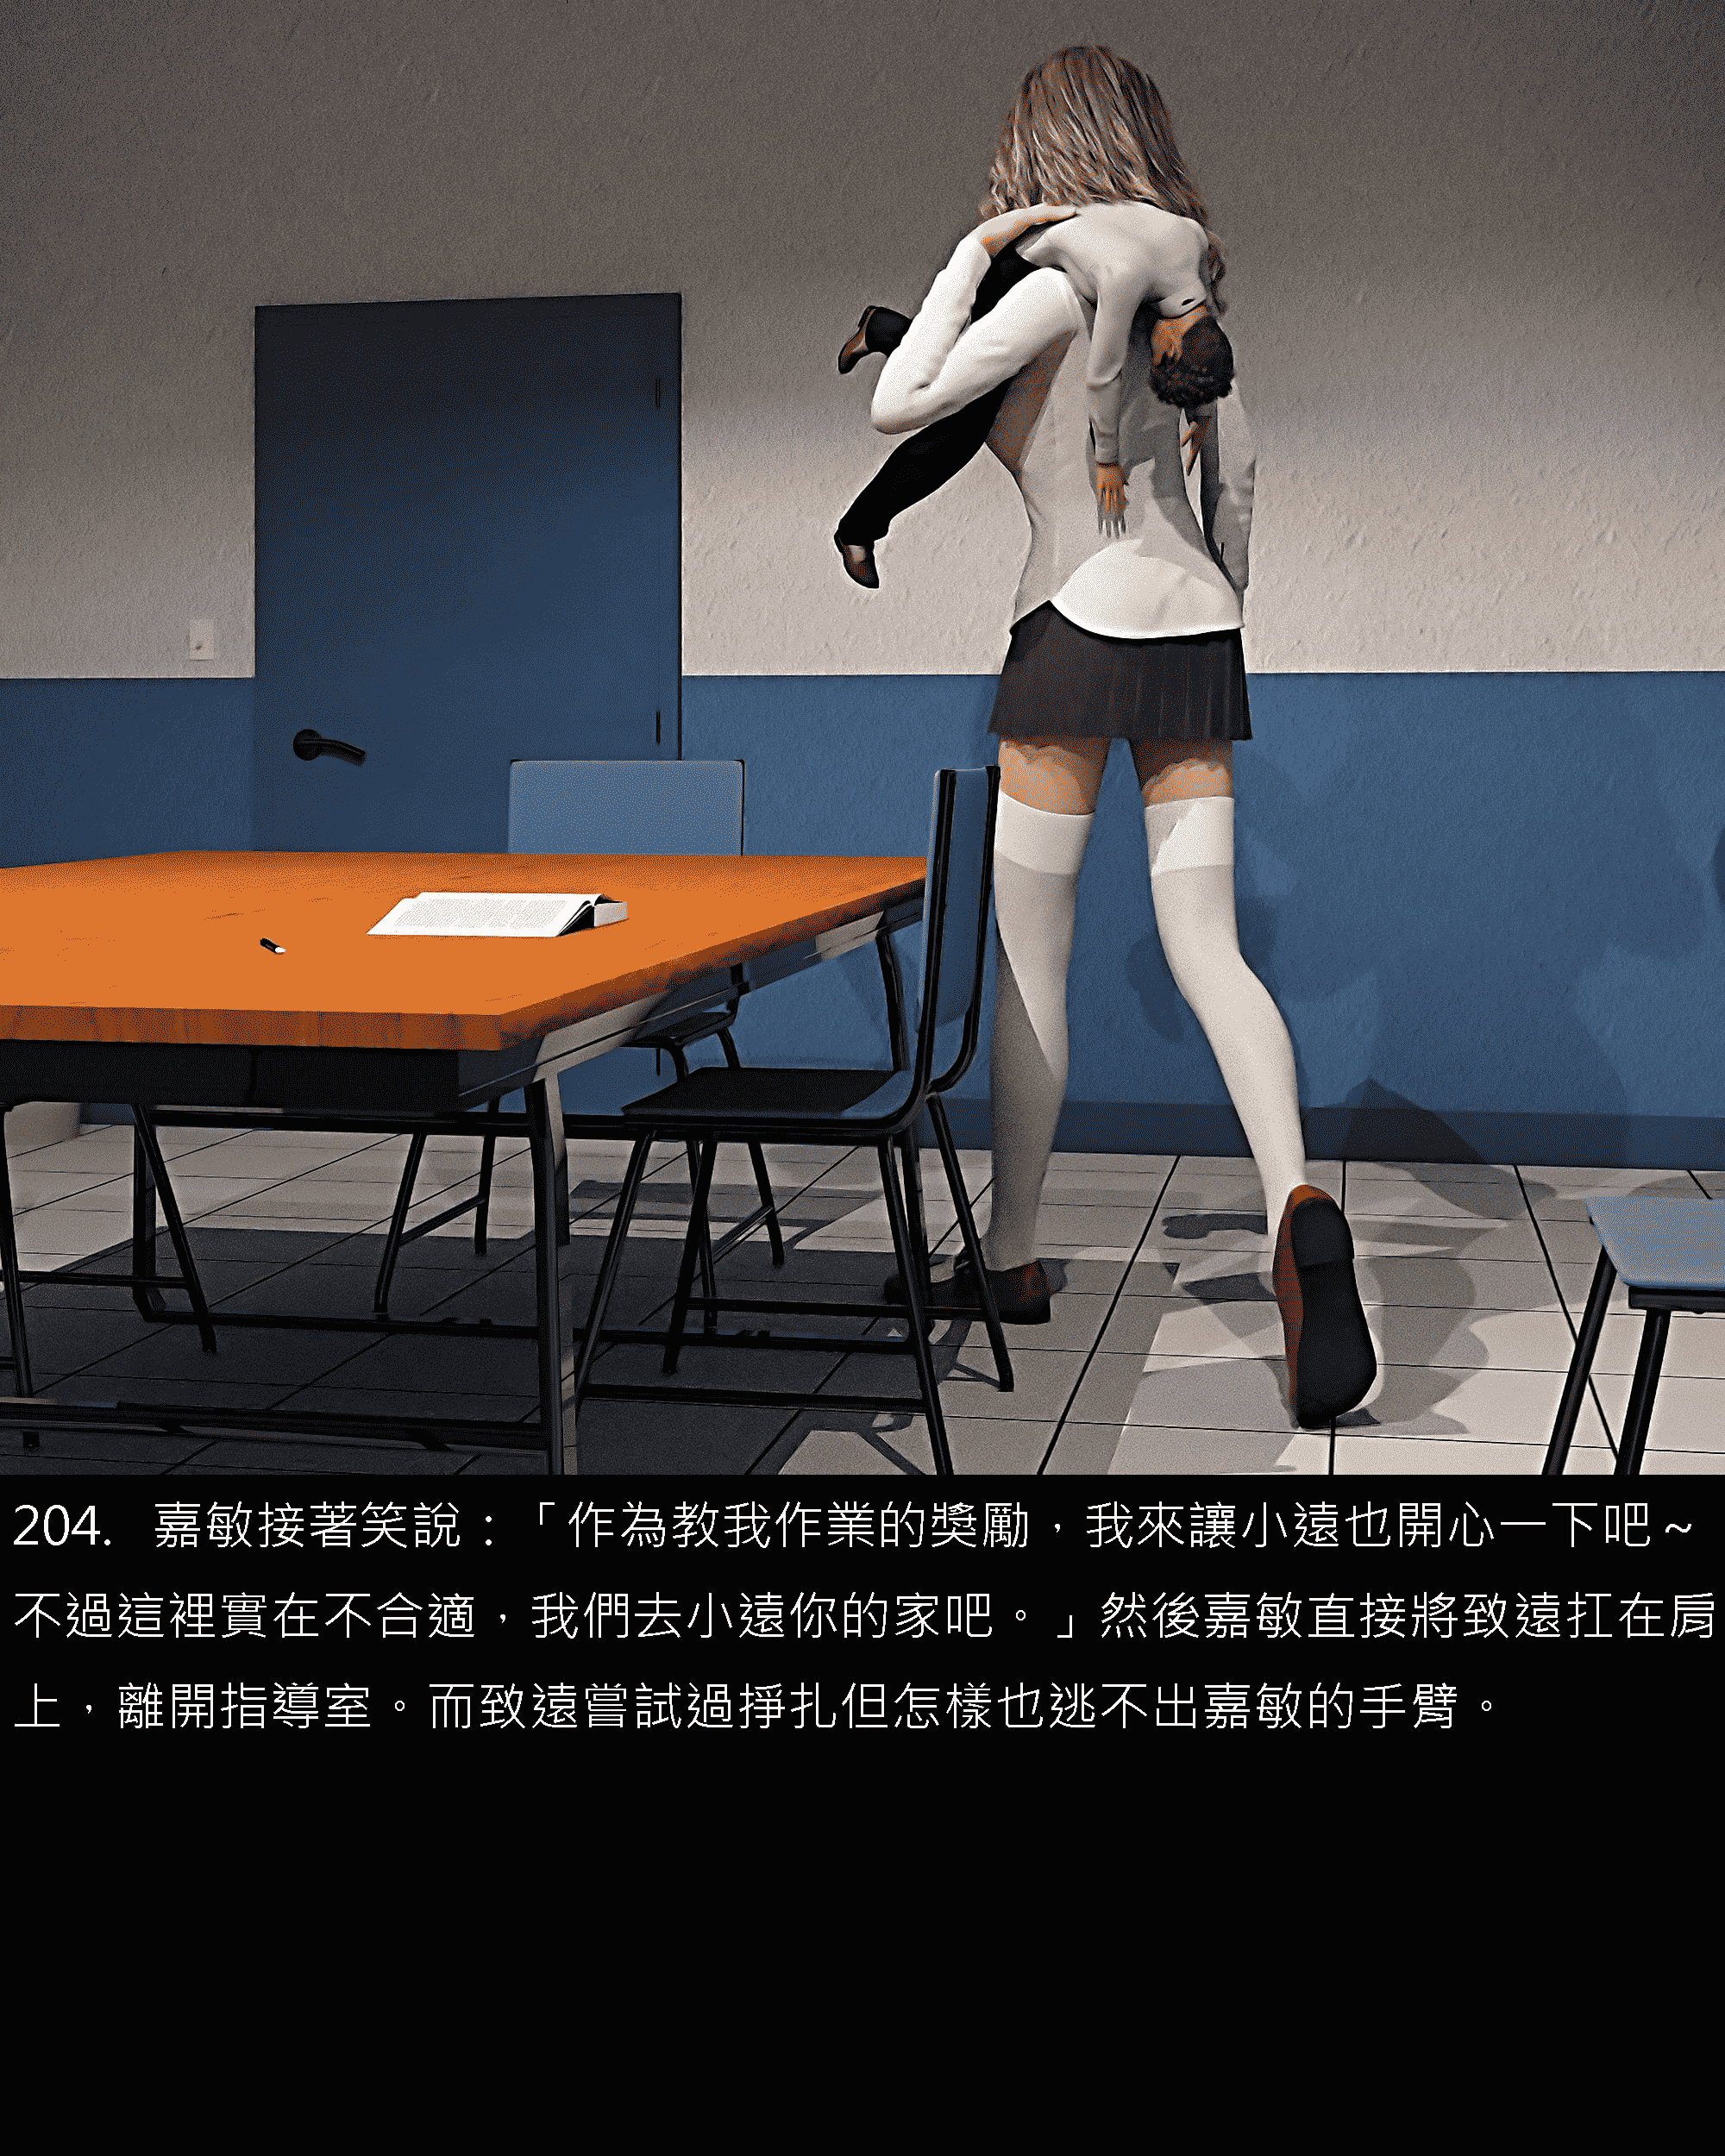 204. 嘉敏接著笑說：「作為教我作業的獎勵，我來讓小遠也開心一下吧~
不過這裡實在不合適，我們去小遠你的家吧。」然後嘉敏直接將致遠扛在肩
上，離開指導室。而致遠嘗試過掙扎但怎樣也逃不出嘉敏的手臂。